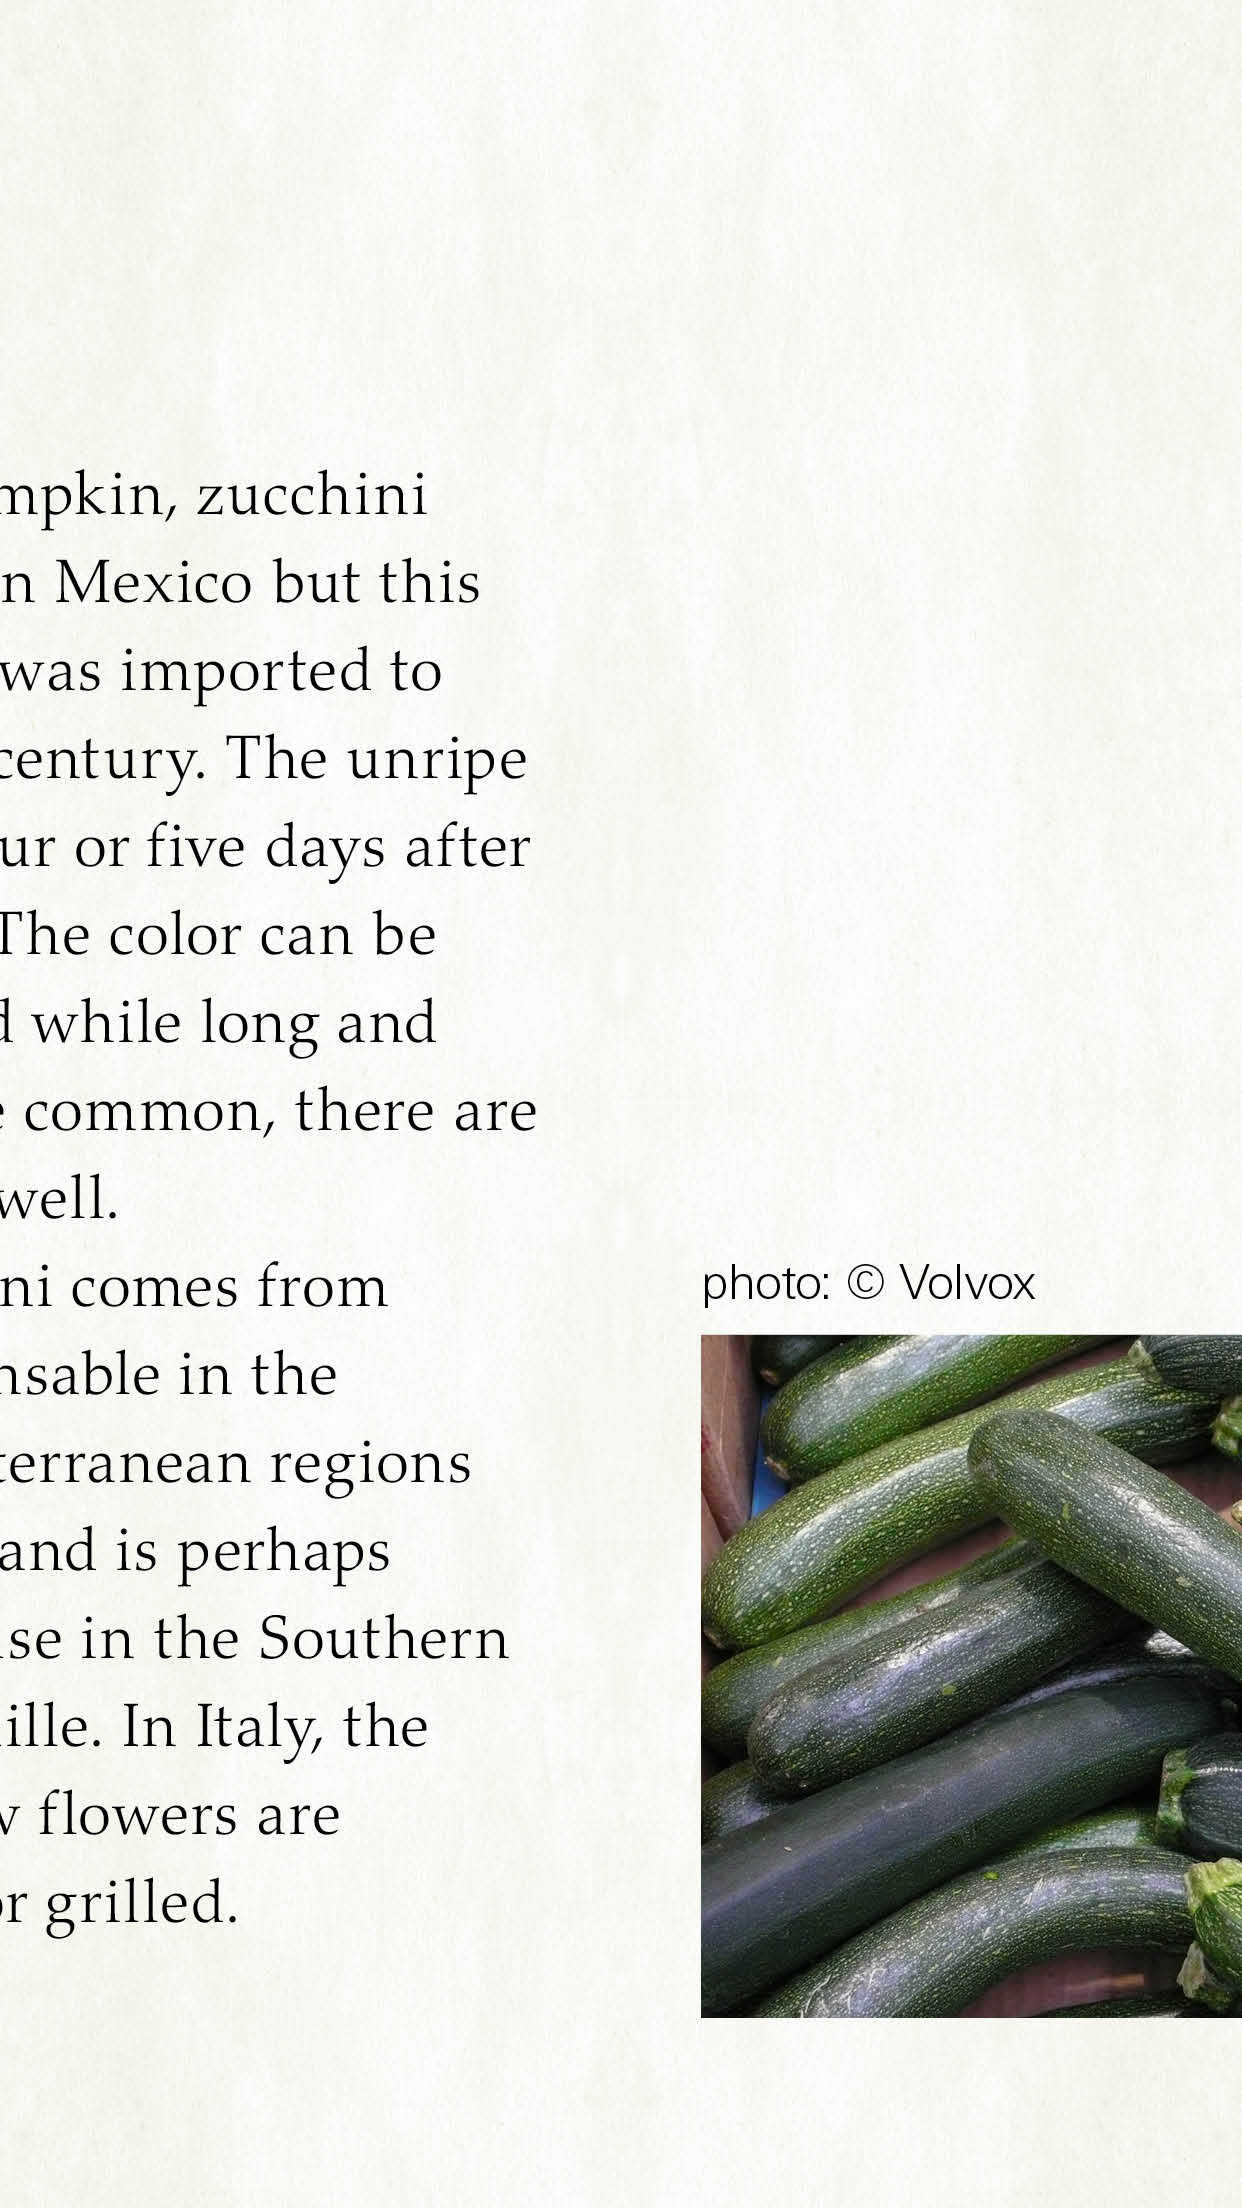 mpkin, zucchini
n Mexico but this
was imported to
century. The unripe
ur or five days after
The color can be
d while long and
e common, there are
well.
ni comes from
nsable in the
terranean regions
and is perhaps
ise in the Southern
ille. In Italy, the
w flowers are
or grilled.
photo: © Volvox